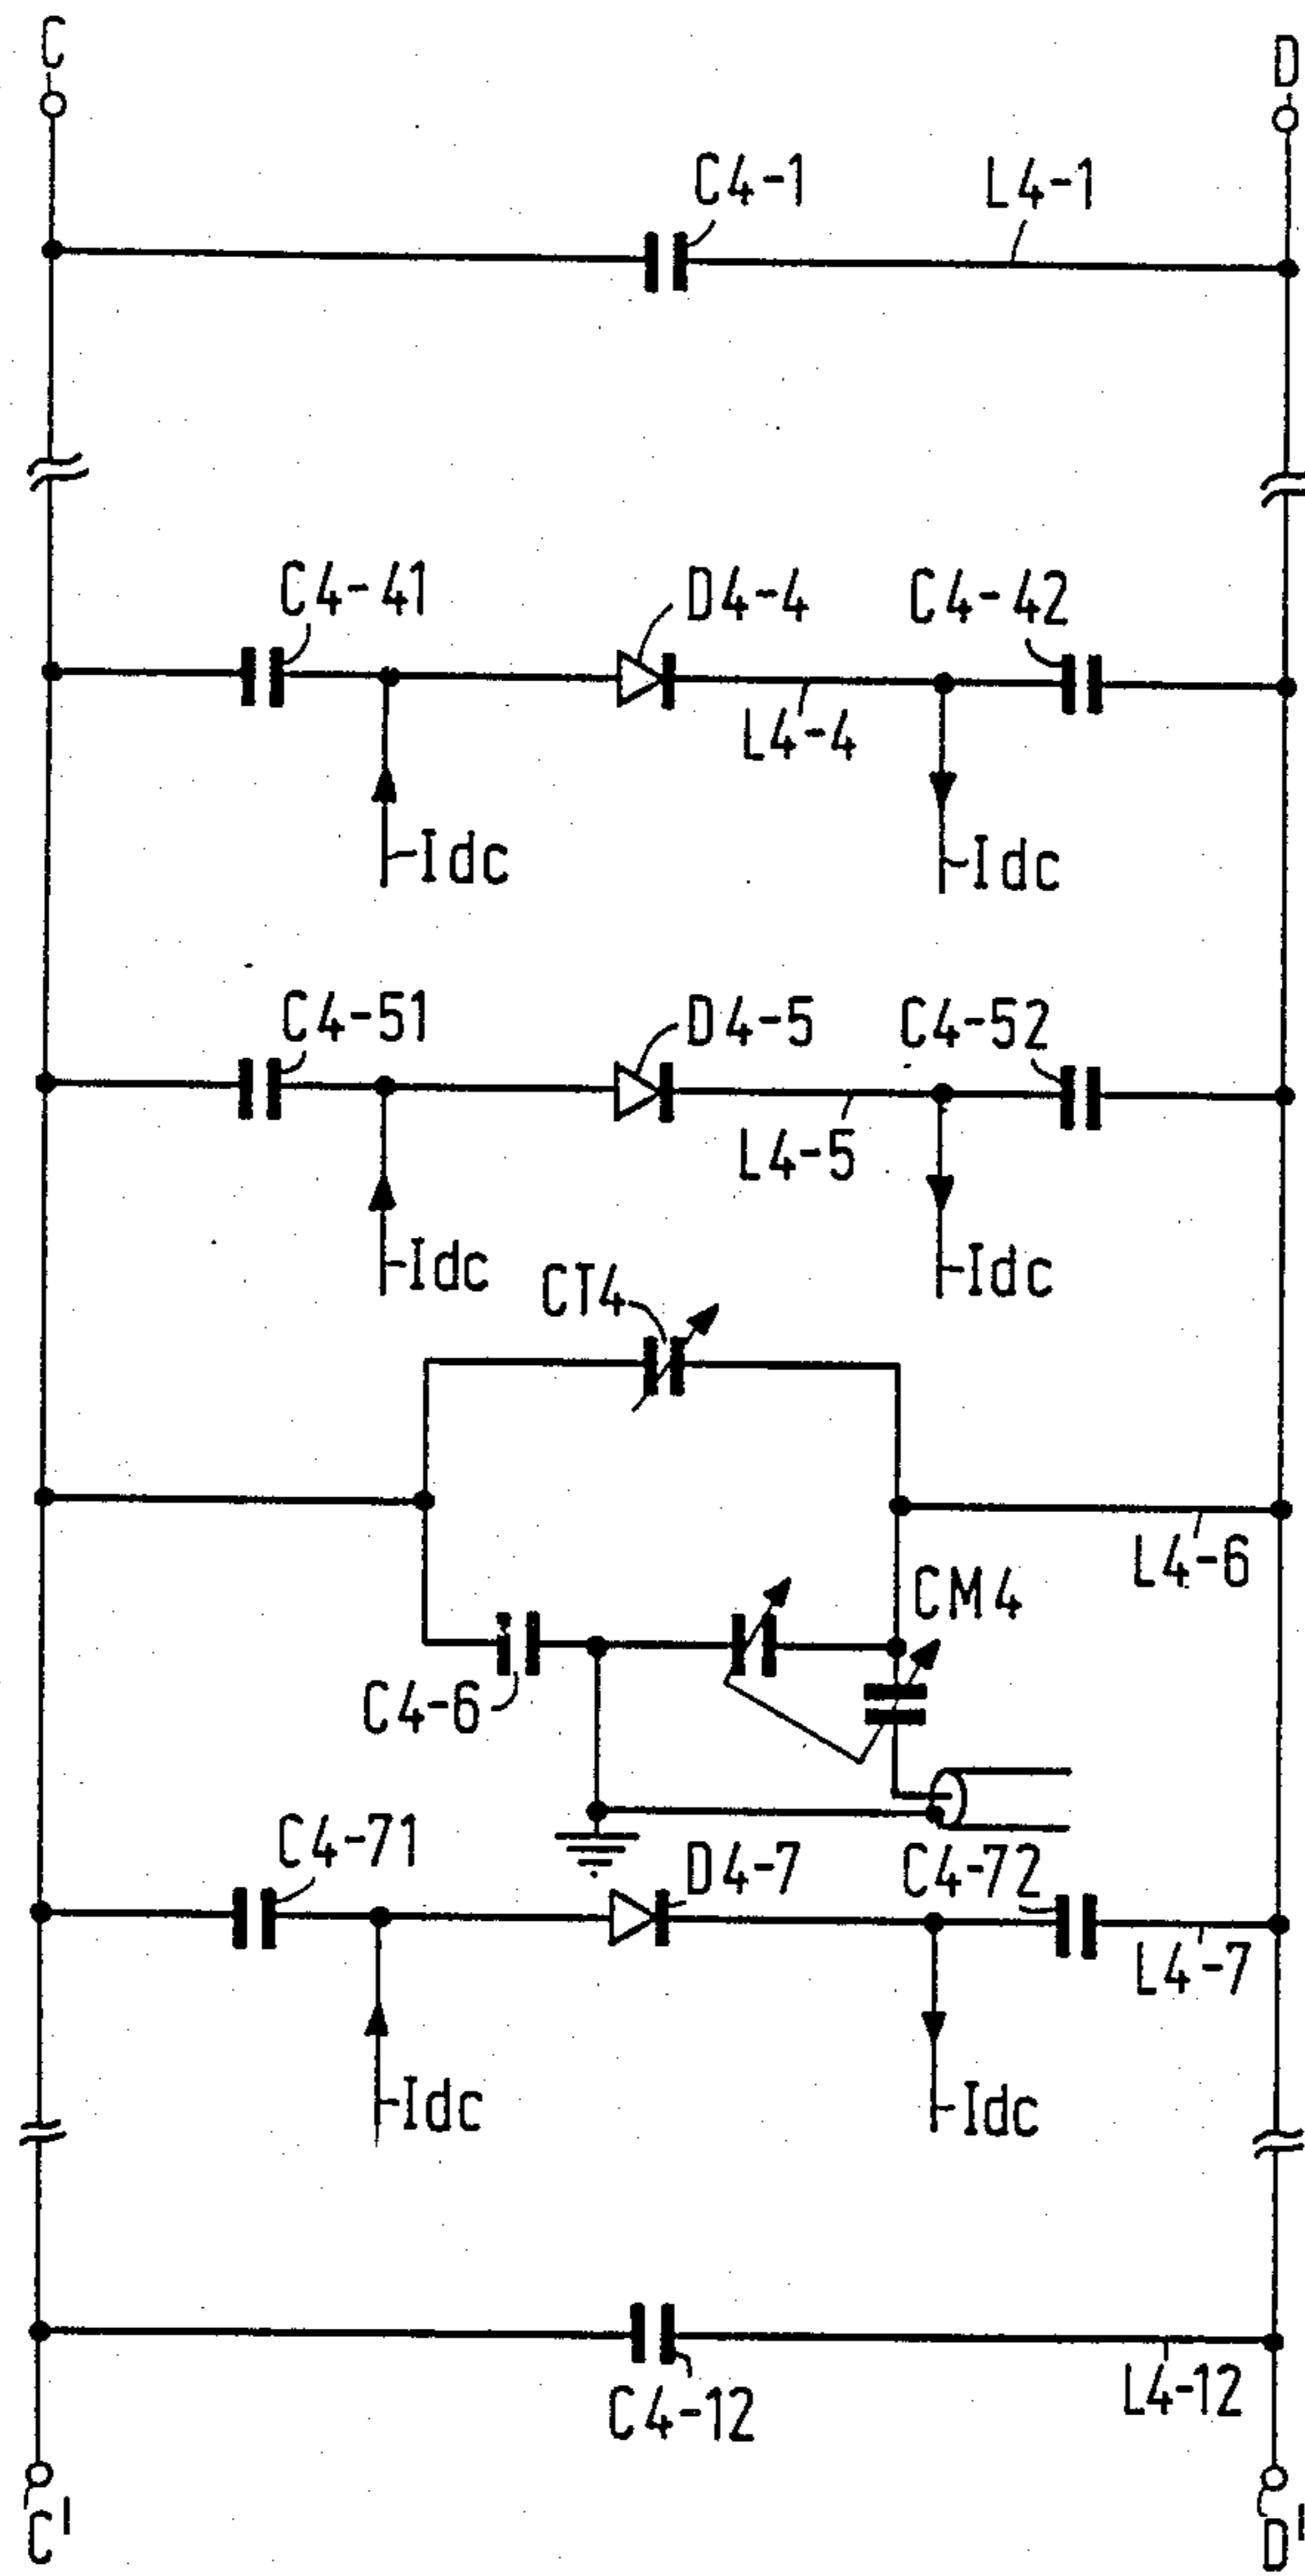 C
D
C4-1
L4-1
C4-41
D4-4
C4-42
L4-4
Idc
Idc
C4-51
D4-5
C4-52
L4-5
Idc
Idc
CT4
L4-6
CM4
C4-6
C4-71
D4-7
C4-72
L4-7
Idc
Idc
C4-12
L4-12
C'
D'